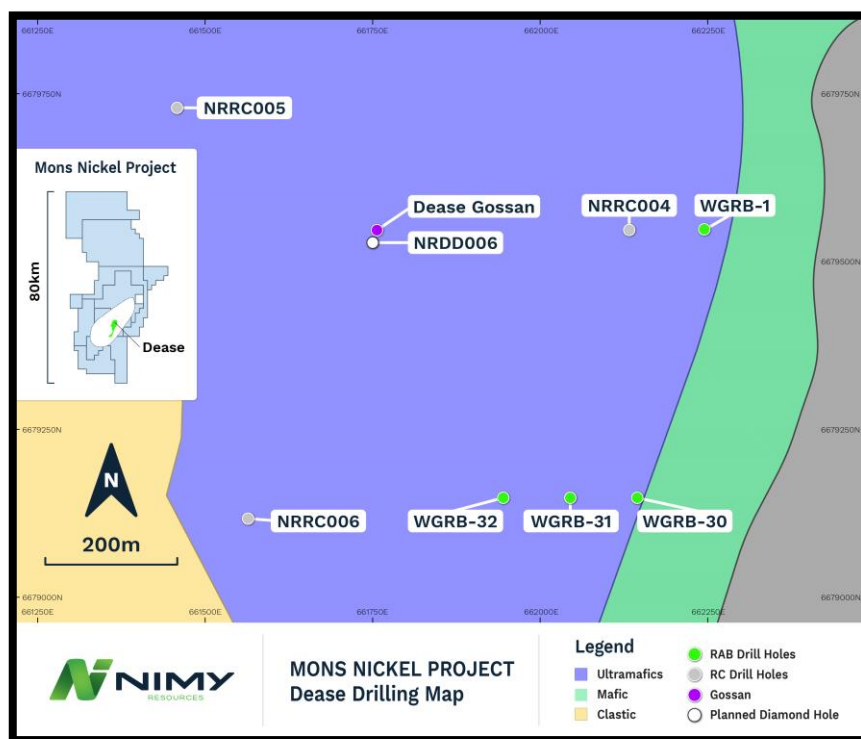 661250E 661500E 661750E 662000E 662250E
6679750N 6679750N
NRRC005
Mons Nickel Project
80km
Dease
Dease Gossan
NRDD006
NRRC004
WGRB-1
6679500N
6679250N 6679250N
N
200m
NRRC006
WGRB-32
WGRB-31
WGRB-30
6679000N 6679000N
661250E 661500E 661750E 662000E 662250E
NIMY
RESOURCES
MONS NICKEL PROJECT
Dease Drilling Map
Legend
Ultramafics
Mafic
Clastic
RAB Drill Holes
RC Drill Holes
Gossan
Planned Diamond Hole